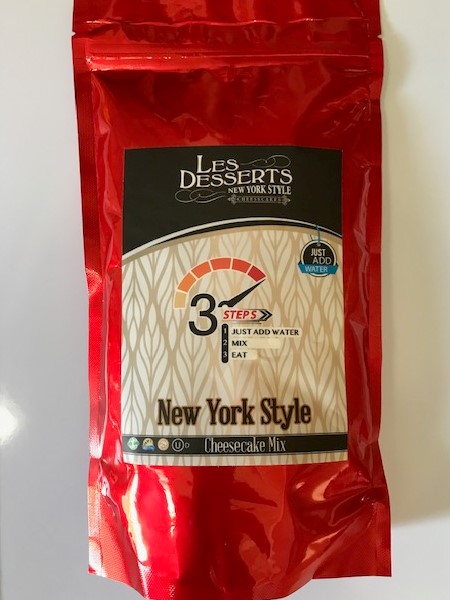 LES
DESSERTS
NEW YORK STYLE
CHEESECAKES
JUST
ADD
WATER
3 STEPS
1 JUST ADD WATER
2 MIX
3 EAT
New York Style
U D
Cheesecake Mix